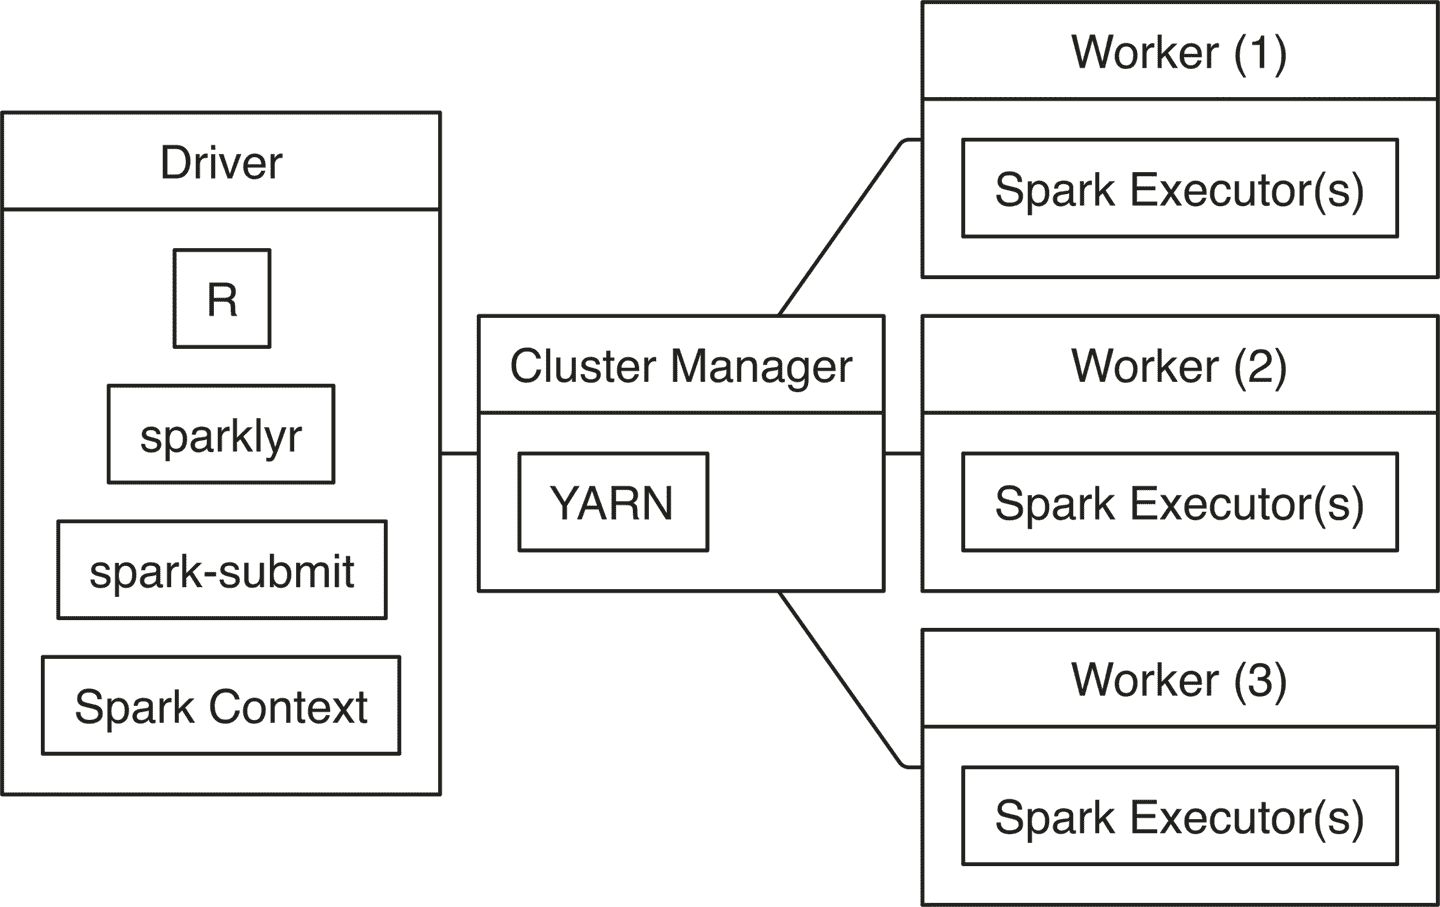 Driver
R
sparklyr
spark-submit
Spark Context
Cluster Manager
YARN
Worker (1)
Spark Executor(s)
Worker (2)
Spark Executor(s)
Worker (3)
Spark Executor(s)